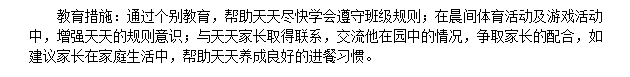 教育措施：通过个别教育，帮助天天尽快学会遵守班级规则；在晨间体育活动及游戏活动
中，增强天天的规则意识；与天天家长取得联系，交流他在园中的情况，争取家长的配合，如
建议家长在家庭生活中，帮助天天养成良好的进餐习惯。